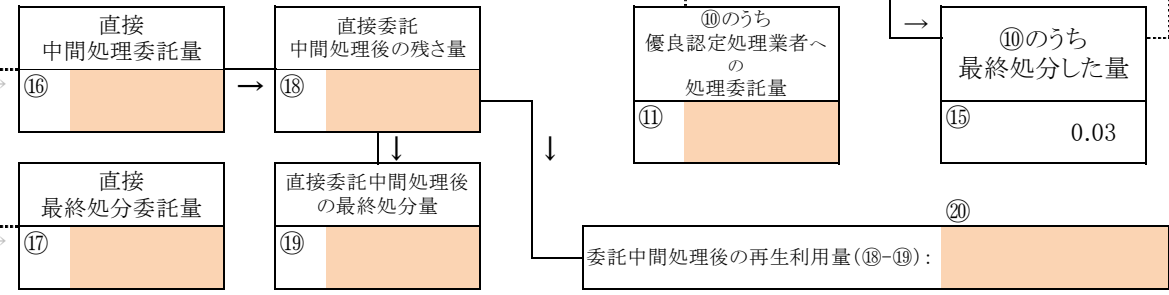 直接
中間処理委託量
⑯
→
直接委託
中間処理後の残さ量
⑱
⑩のうち
優良認定処理業者へ
の
処理委託量
⑪
→
⑩のうち
最終処分した量
⑮
0.03
↓
↓
直接
最終処分委託量
⑰
直接委託中間処理後
の最終処分量
⑲
⑳
委託中間処理後の再生利用量(⑱-⑲):